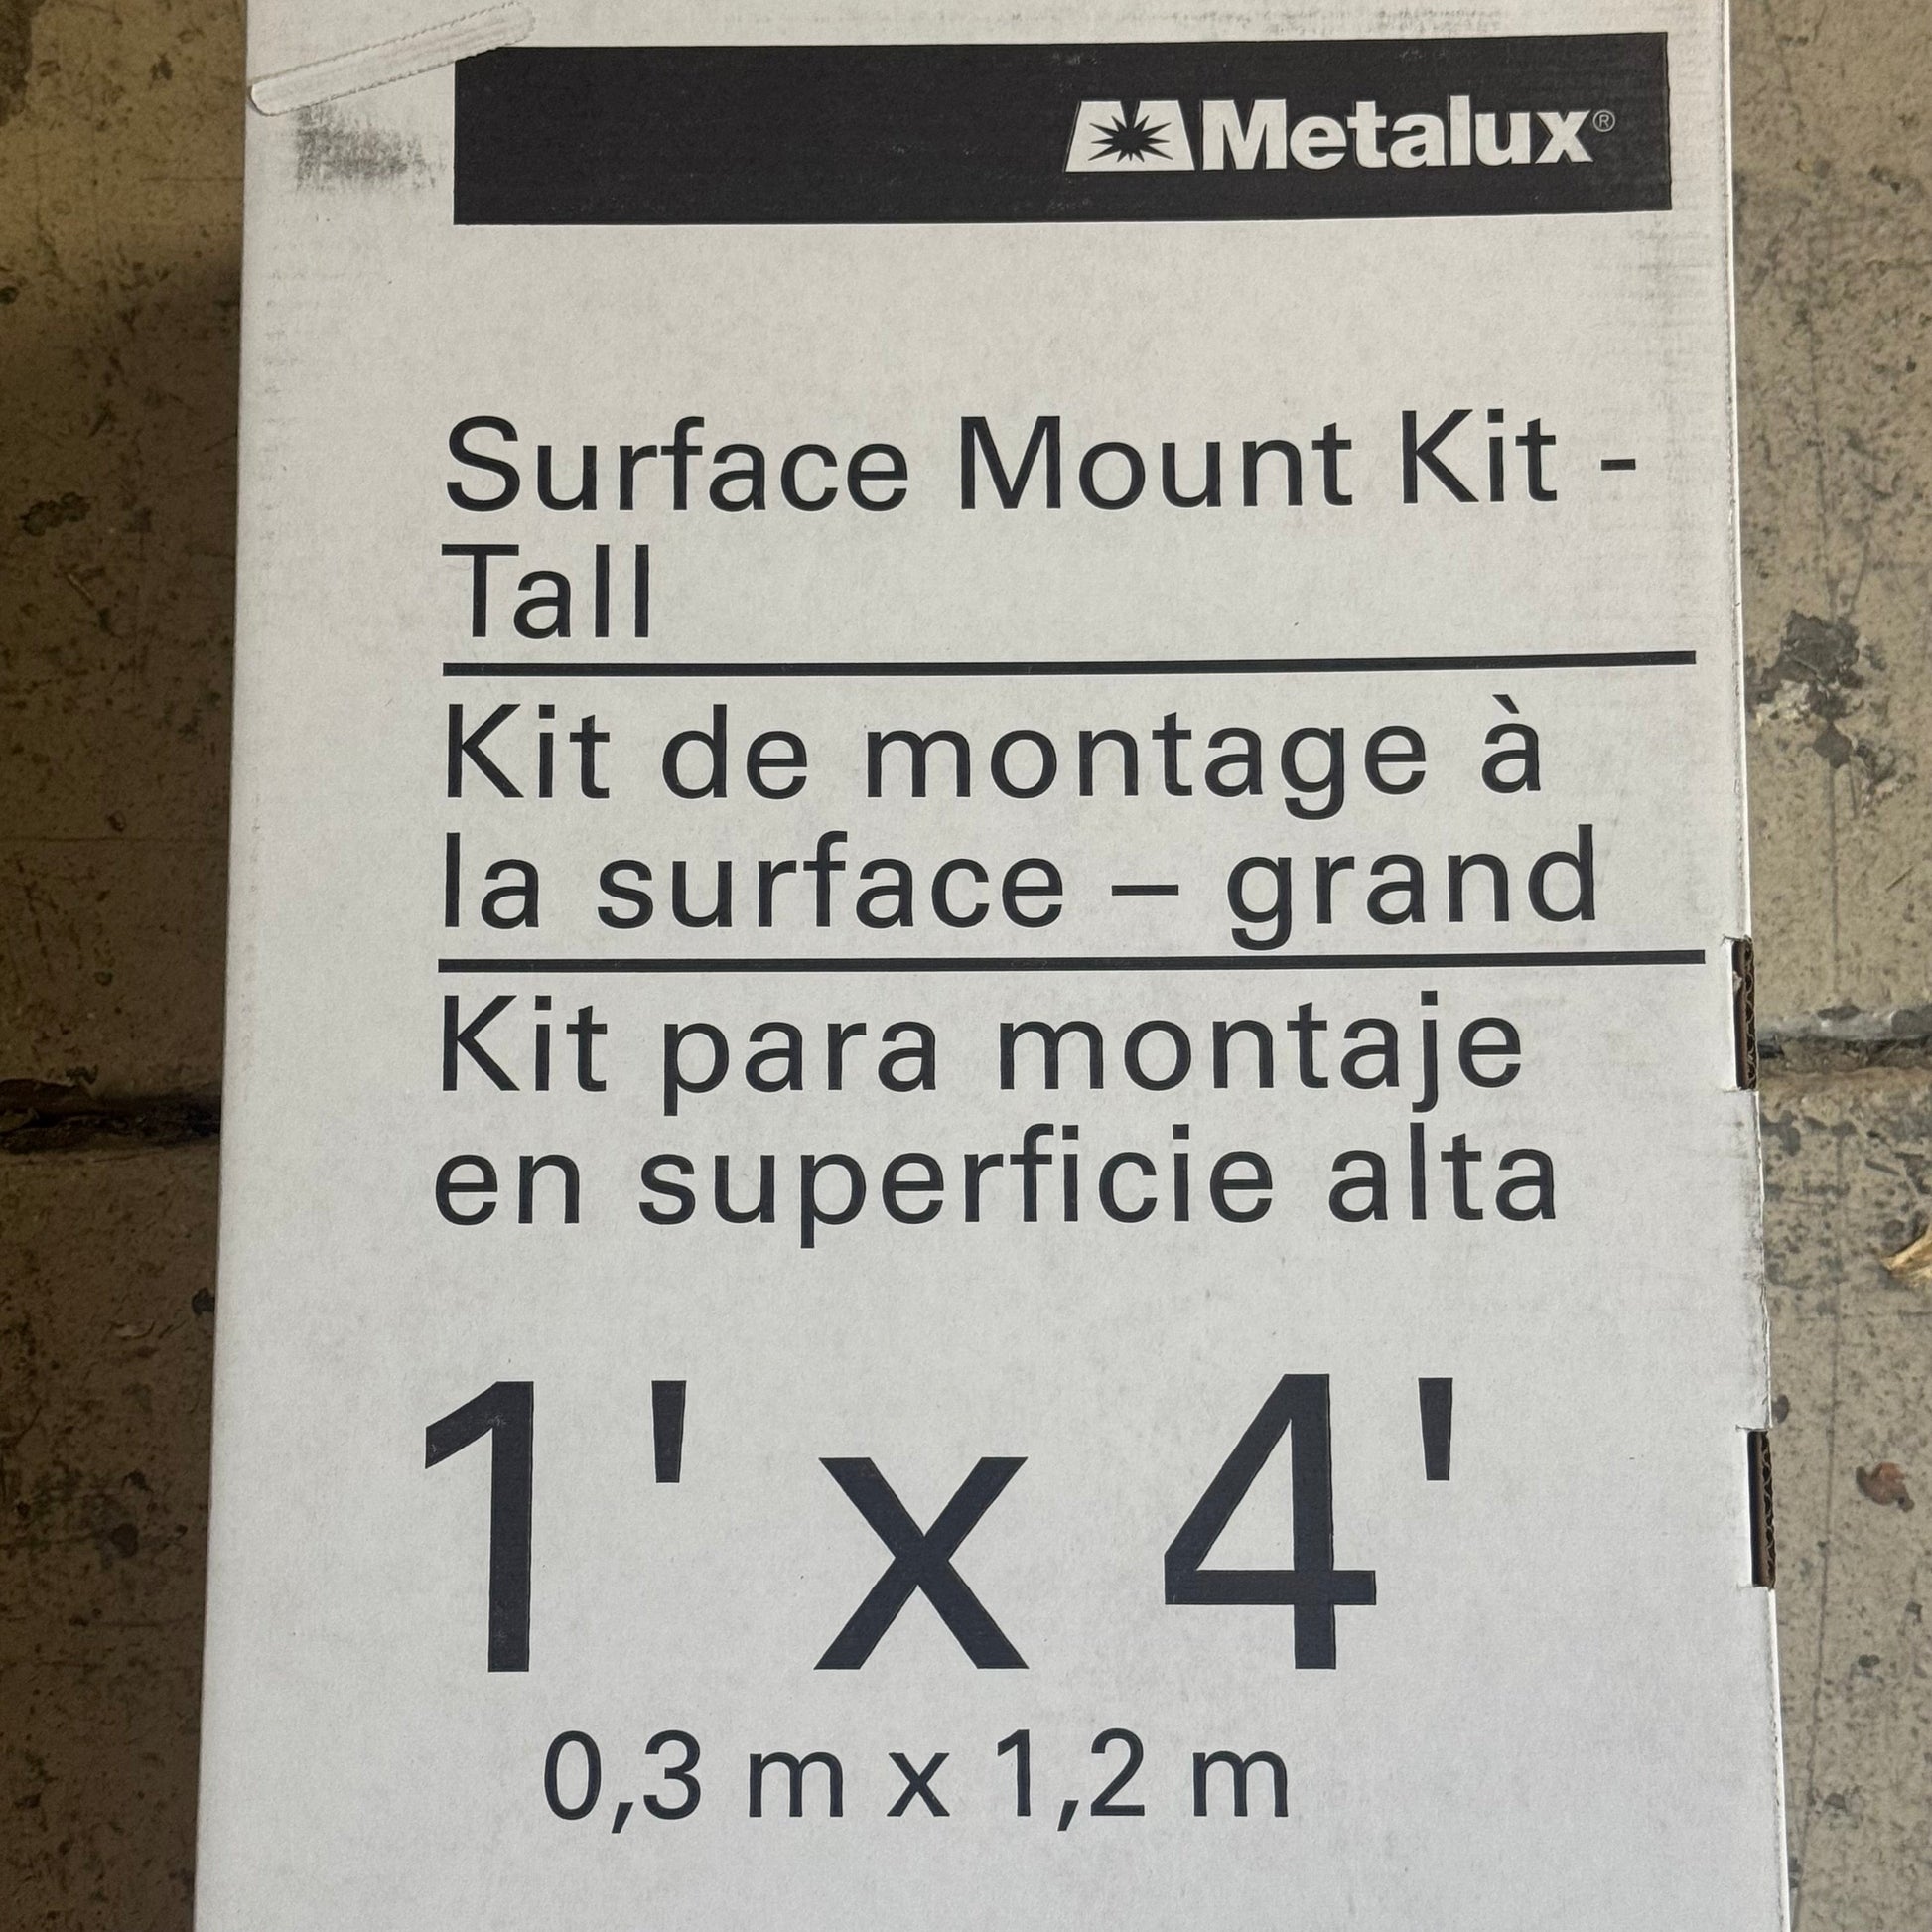 Metalux®
Surface Mount Kit -
Tall
Kit de montage à
la surface – grand
Kit para montaje
en superficie alta
1' x 4'
0,3 m x 1,2 m